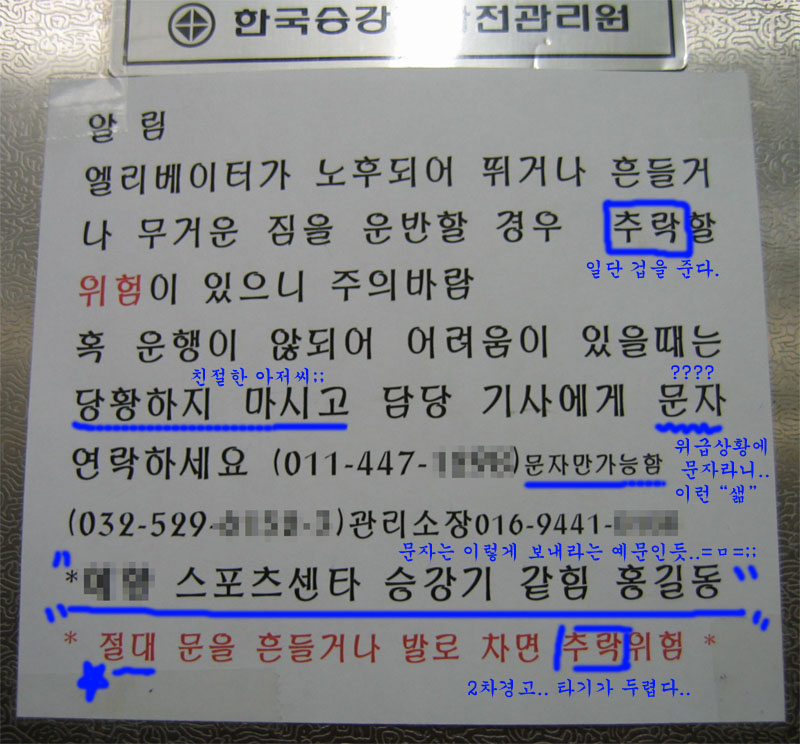 한국승강 전관리원
알 림
엘리베이터가 노후되어 뛰거나 흔들거
나 무거운 짐을 운반할 경우 추락할
일단 겁을 준다.
위험이 있으니 주의바람
혹 운행이 않되어 어려움이 있을때는
친절한 아저씨;;
????
당황하지 마시고 담당 기사에게 문자
위급상황에
문자라니..
이런 “샒”
연락하세요 (011-447- )문자만가능함
(032-529- )관리소장016-9441-
문자는 이렇게 보내라는 예문인듯..=ㅁ=;;
" * 스포츠센타 승강기 갇힘 홍길동 "
* 절대 문을 흔들거나 발로 차면 추락위험 *
2차경고.. 타기가 두렵다..